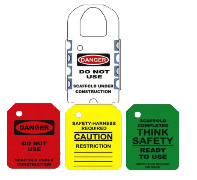 DANGER
DO NOT
USE
SCAFFOLD UNDER
CONSTRUCTION
DANGER
DO NOT
USE
SCAFFOLD UNDER
CONSTRUCTION
SAFETY-HARNESS
REQUIRED
CAUTION
RESTRICTION
SCAFFOLD
COMPLETED
THINK
SAFETY
READY
TO USE